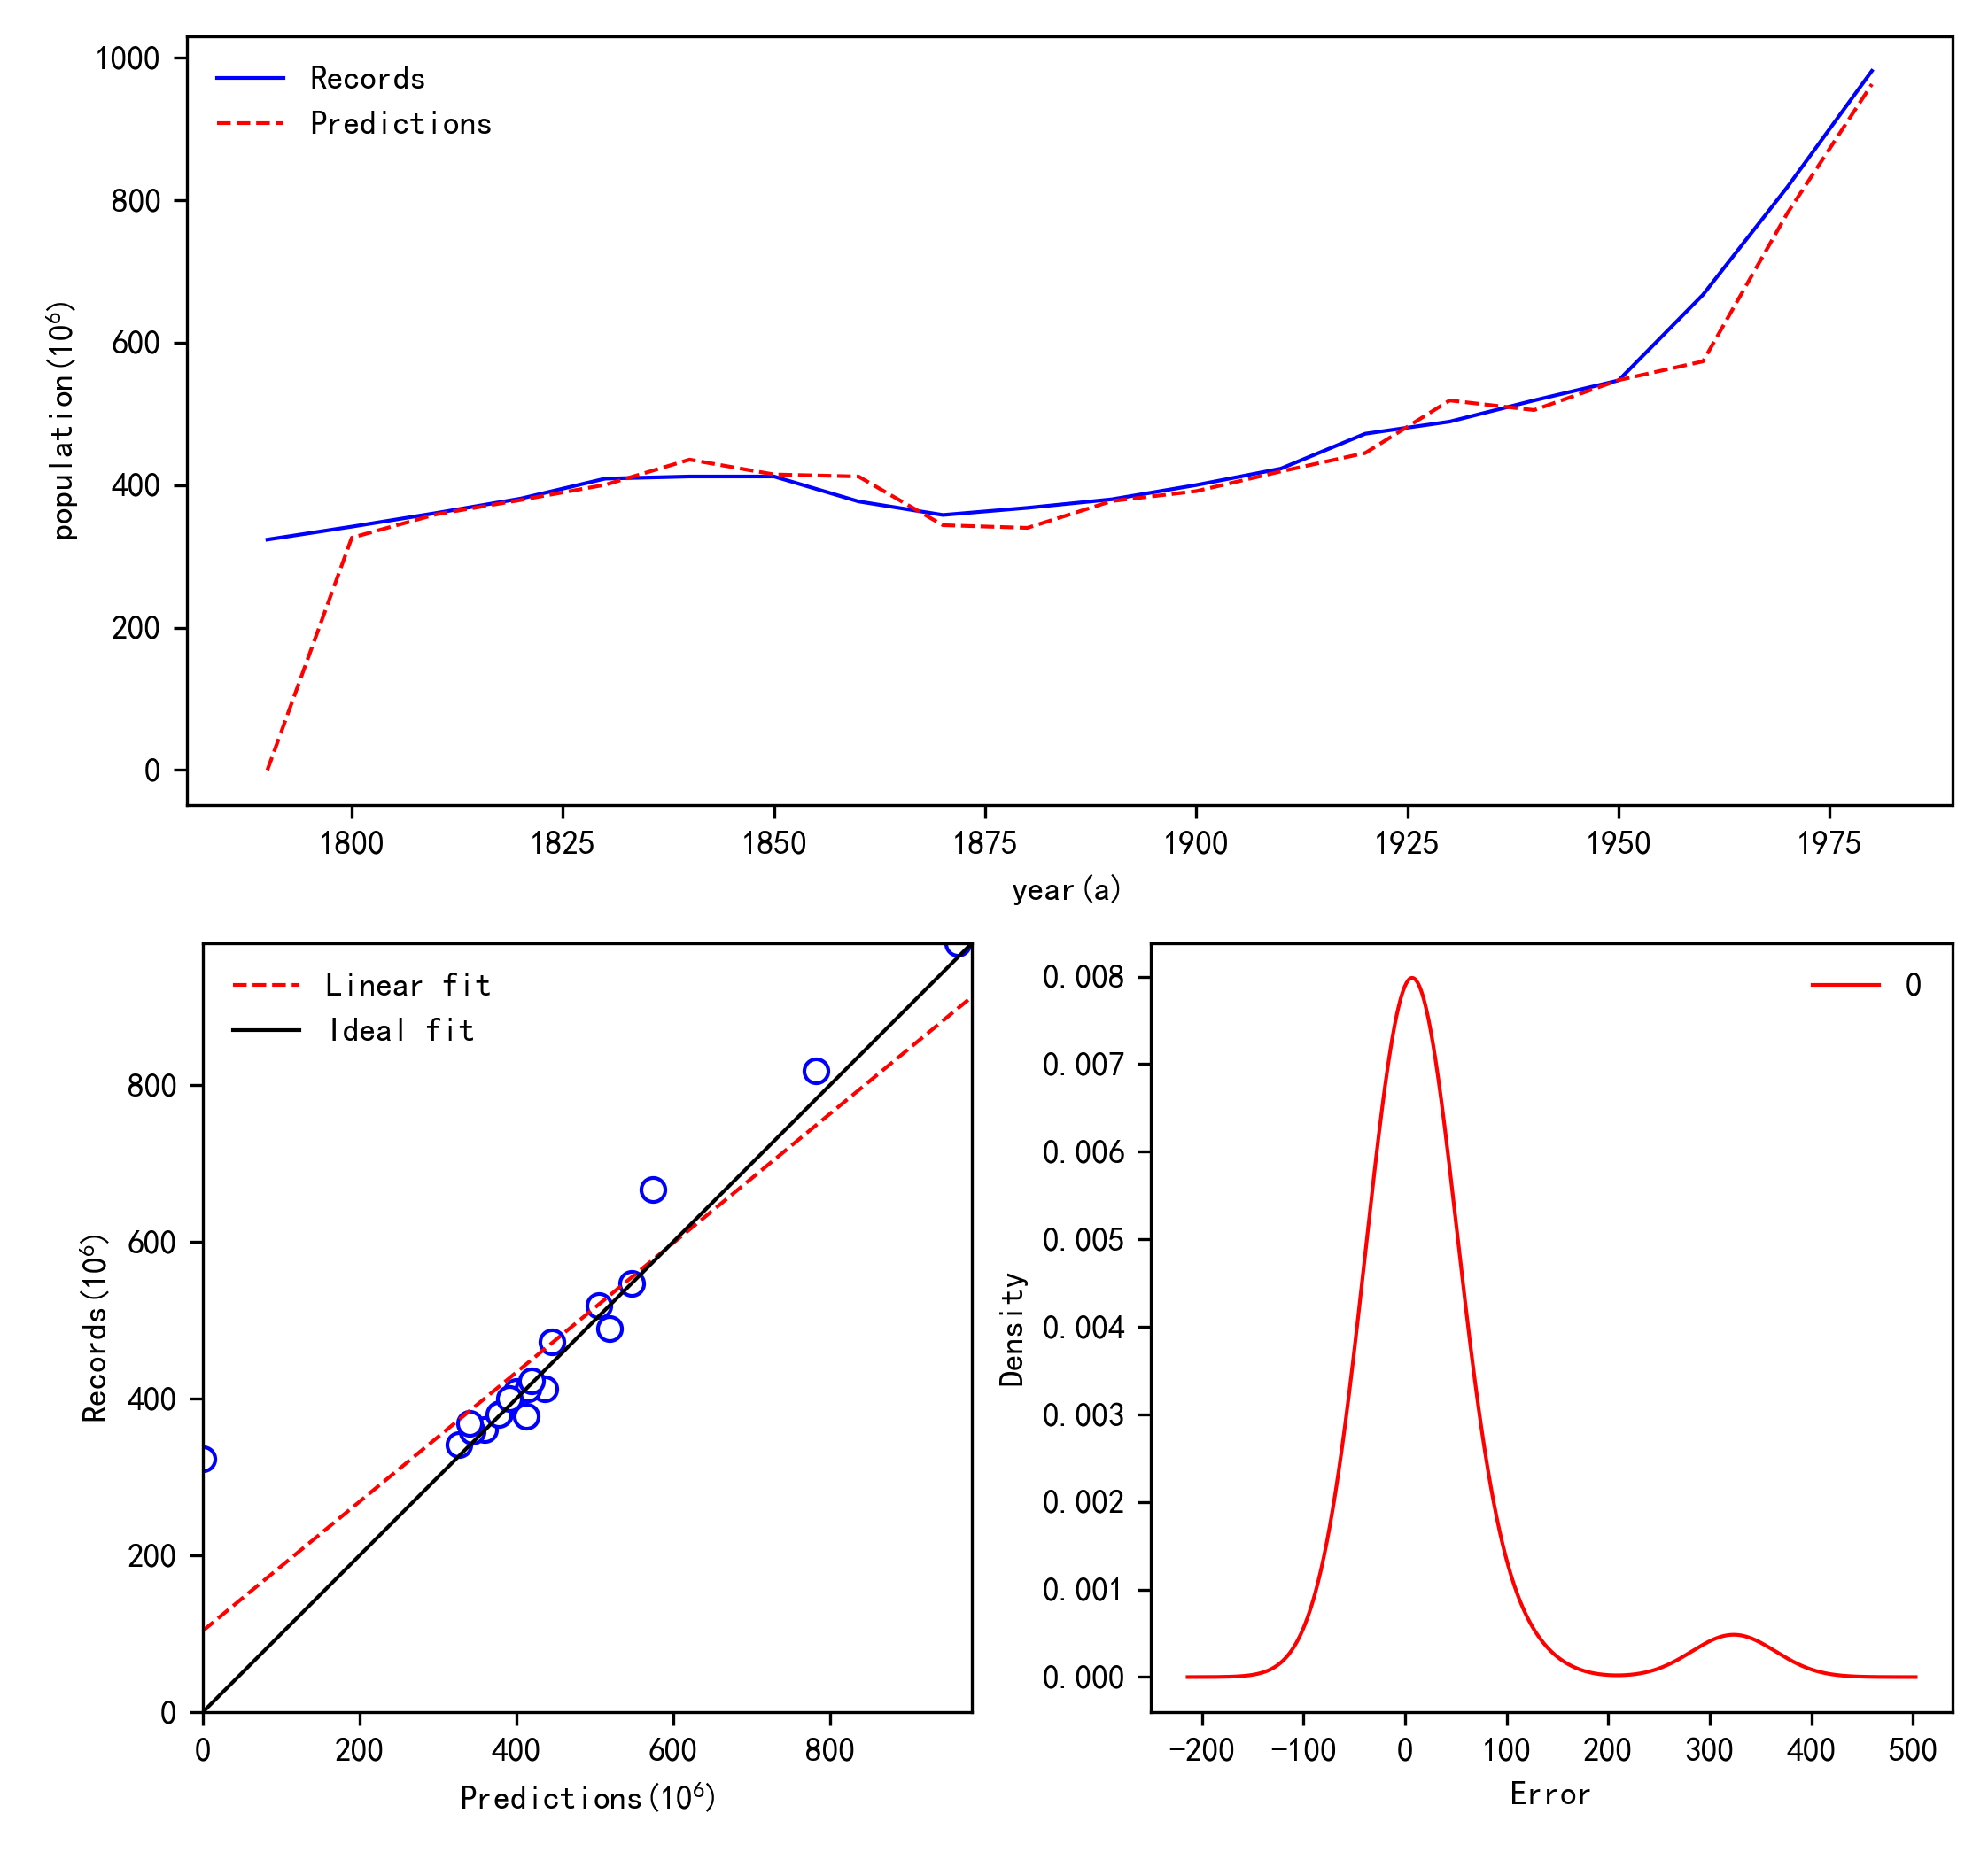 1000
800
600
400
200
0
population(10⁶)
Records
Predictions
1800 1825 1850 1875 1900 1925 1950 1975
year(a)
800
600
400
200
0
Records(10⁶)
Linear fit
Ideal fit
0 200 400 600 800
Predictions(10⁶)
0.008
0.007
0.006
0.005
0.004
0.003
0.002
0.001
0.000
Density
0
−200 −100 0 100 200 300 400 500
Error